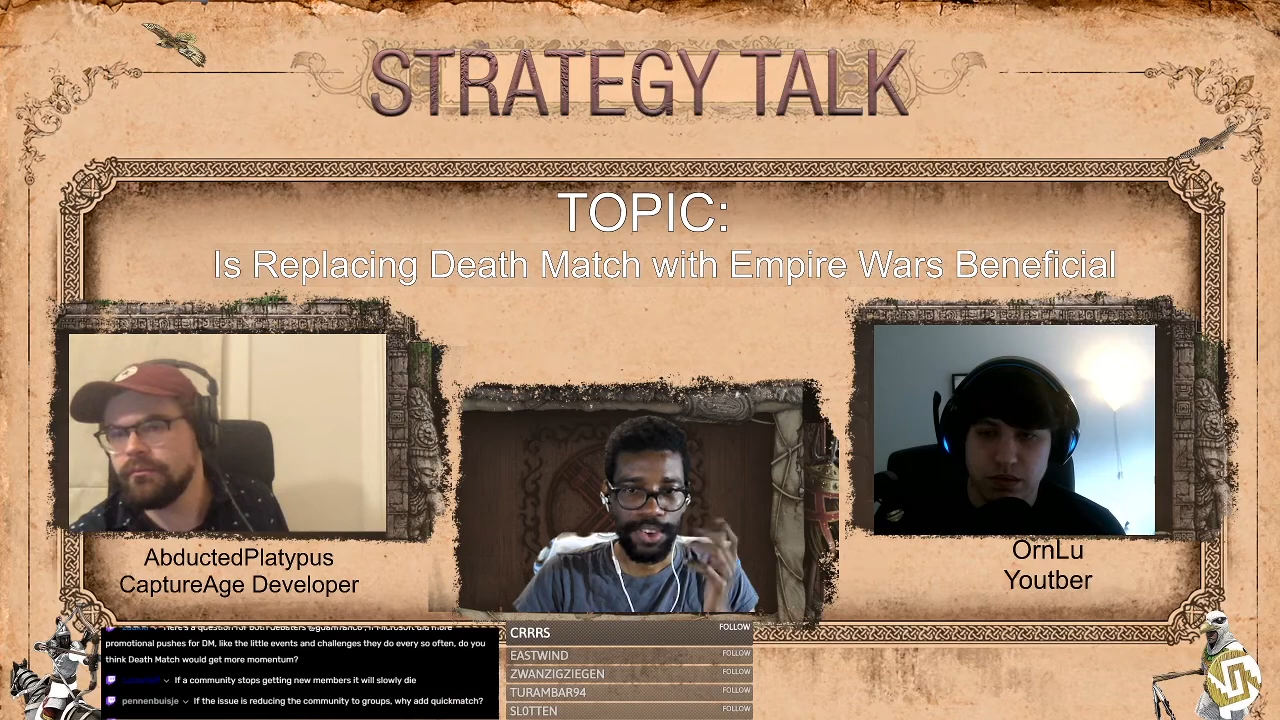 STRATEGY TALK
TOPIC:
Is Replacing Death Match with Empire Wars Beneficial
AbductedPlatypus
CaptureAge Developer
OrnLu
Youtber
promotional pushes for DM, like the little events and challenges they do every so often, do you
think Death Match would get more momentum?
If a community stops getting new members it will slowly die
pennenbuisje If the issue is reducing the community to groups, why add quickmatch?
CRRRS FOLLOW
EASTWIND FOLLOW
ZWANZIGZIEGEN FOLLOW
TURAMBAR94 FOLLOW
SL0TTEN FOLLOW